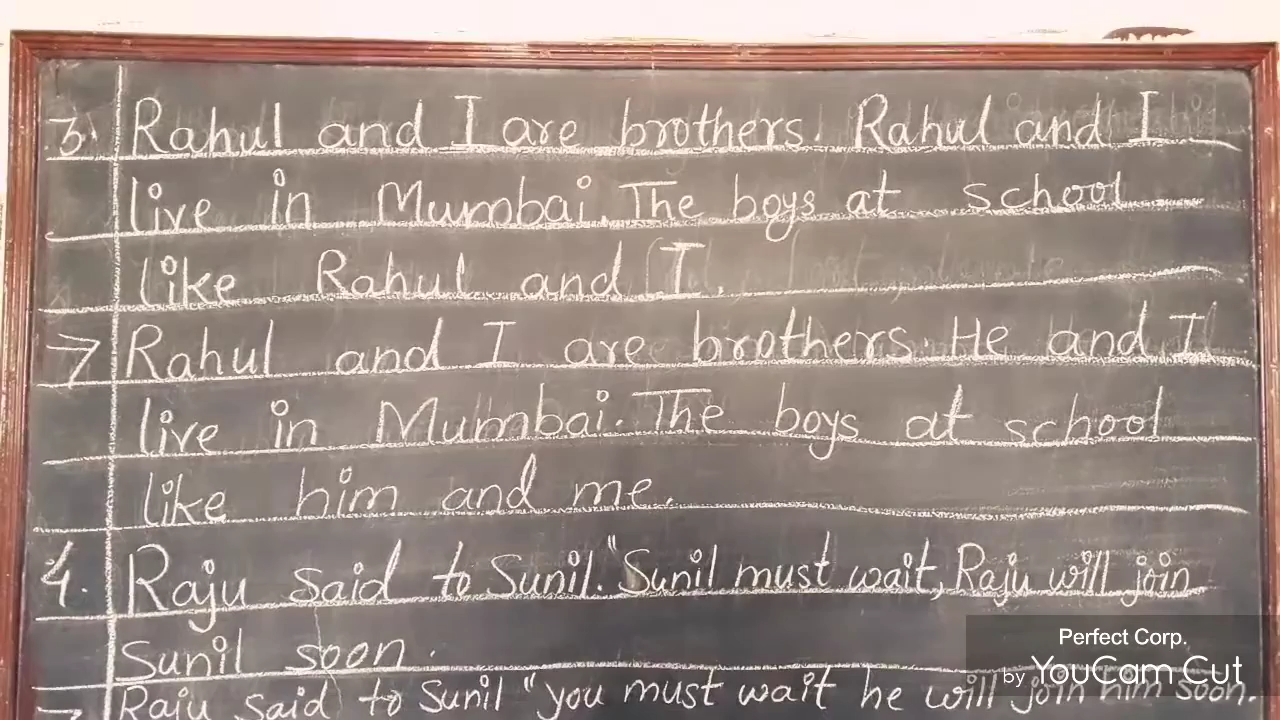 3. Rahul and I are brothers Rahul and I
live in Mumbai. The boys at school
like Rahul and I.
→ Rahul and I are brothers. He and I
live in Mumbai. The boys at school
like him and me.
4. Raju said to Sunil. "Sunil must wait, Raju will join
Sunil soon.
→ Raju said to Sunil "you must wait he will join him soon.
Perfect Corp.
by YouCam Cut